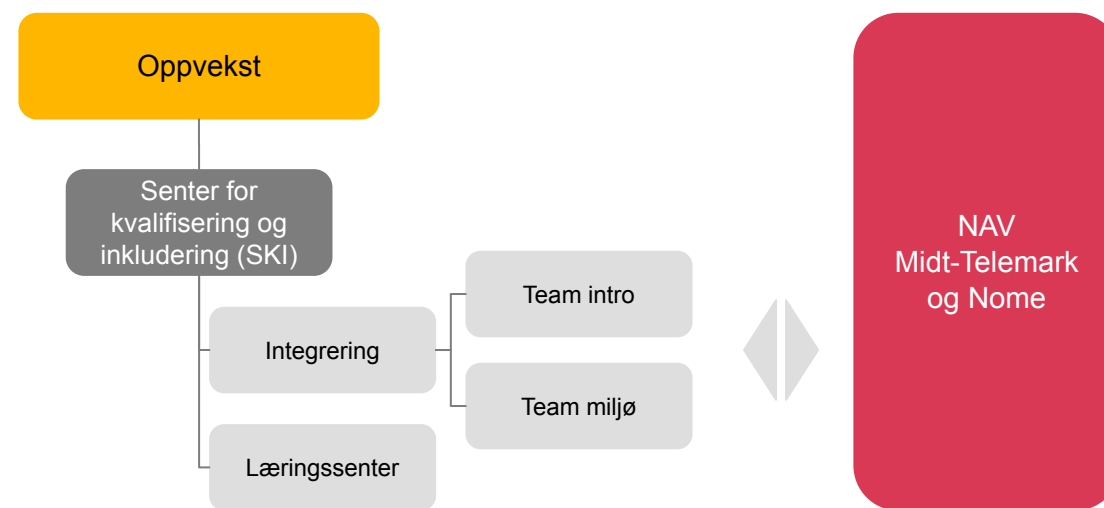 Oppvekst
Senter for
kvalifisering og
inkludering (SKI)
Integrering
Læringssenter
Team intro
Team miljø
NAV
Midt-Telemark
og Nome